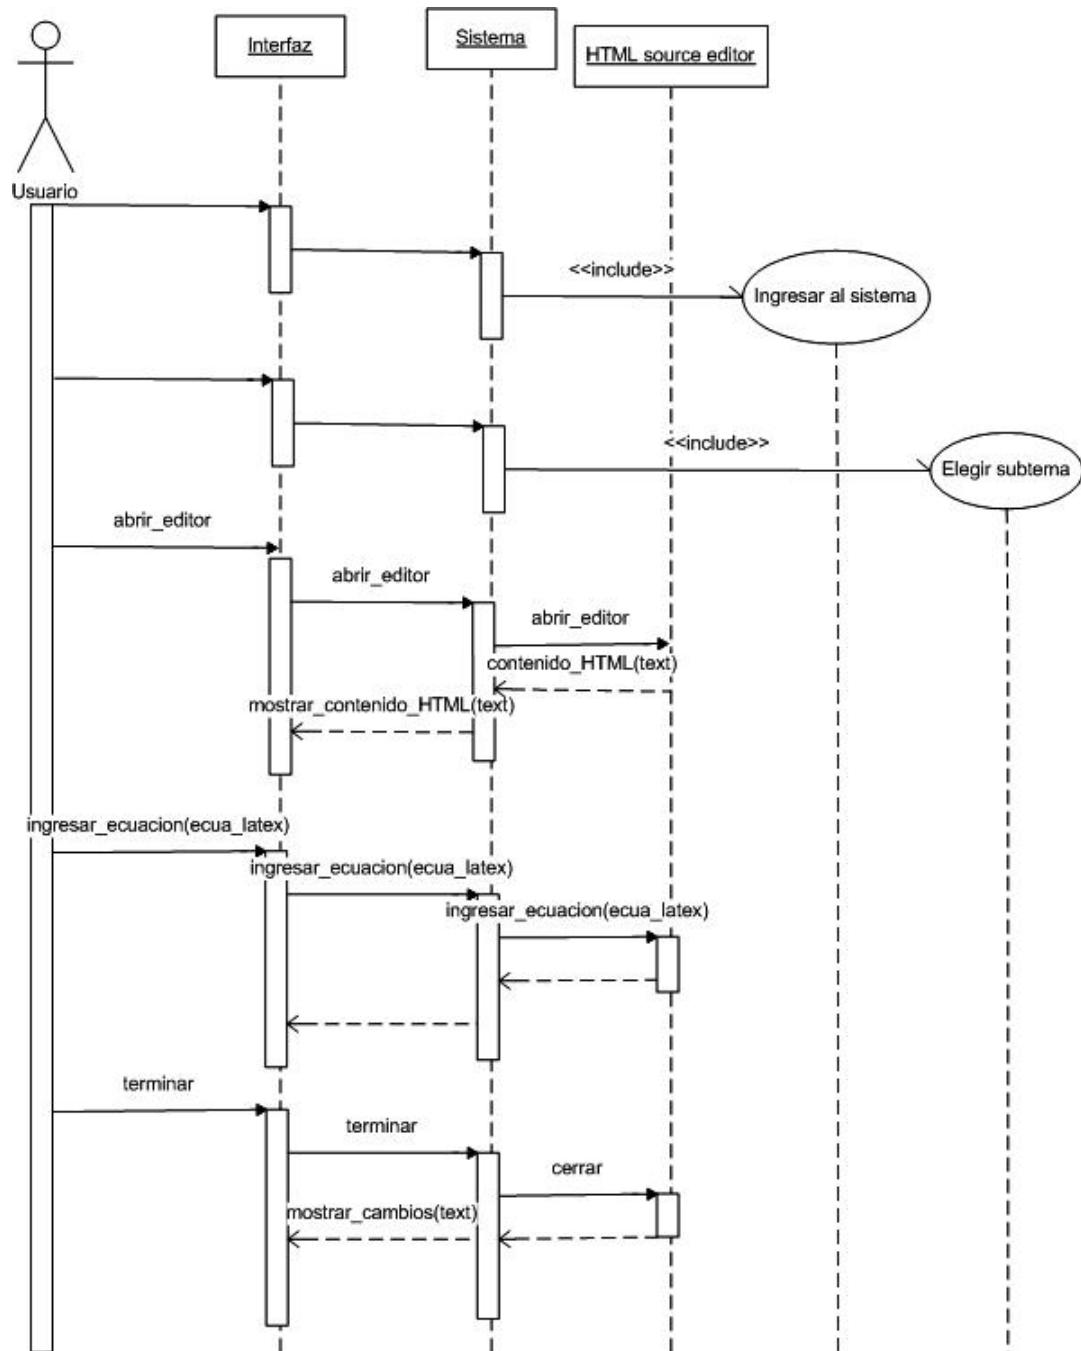 Interfaz
Sistema
HTML source editor
Usuario
<<include>>
Ingresar al sistema
<<include>>
Elegir subtema
abrir_editor
abrir_editor
abrir_editor
contenido_HTML(text)
mostrar_contenido_HTML(text)
ingresar_ecuacion(ecua_latex)
ingresar_ecuacion(ecua_latex)
ingresar_ecuacion(ecua_latex)
terminar
terminar
cerrar
mostrar_cambios(text)